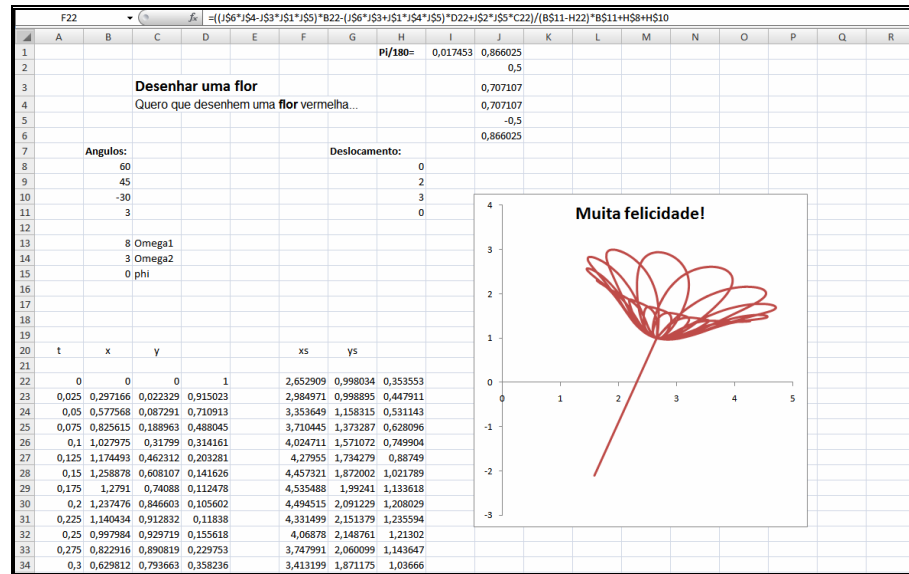 F22 fx =((J$6*J$4-J$3*J$1*J$5)*B22-(J$6*J$3+J$1*J$4*J$5)*D22+J$2*J$5*C22)/(B$11-H22)*B$11+H$8+H$10
A B C D E F G H I J K L M N O P Q R
1 Pi/180= 0,017453 0,866025
2 0,5
3 Desenhar uma flor 0,707107
4 Quero que desenhem uma flor vermelha... 0,707107
5 -0,5
6 0,866025
7 Angulos: Deslocamento:
8 60 0
9 45 2
10 -30 3
11 3 0
12
13 8 Omega1
14 3 Omega2
15 0 phi
16
17
18
19
20 t x y xs ys
21
22 0 0 0 1 2,652909 0,998034 0,353553
23 0,025 0,297166 0,022329 0,915023 2,984971 0,998895 0,447911
24 0,05 0,577568 0,087291 0,710913 3,353649 1,158315 0,531143
25 0,075 0,825615 0,188963 0,488045 3,710445 1,373287 0,628096
26 0,1 1,027975 0,31799 0,314161 4,024711 1,571072 0,749904
27 0,125 1,174493 0,462312 0,203281 4,27955 1,734279 0,88749
28 0,15 1,258878 0,608107 0,141626 4,457321 1,872002 1,021789
29 0,175 1,2791 0,74088 0,112478 4,535488 1,99241 1,133618
30 0,2 1,237476 0,846603 0,105602 4,494515 2,091229 1,208029
31 0,225 1,140434 0,912832 0,11838 4,331499 2,151379 1,235594
32 0,25 0,997984 0,929719 0,155618 4,06878 2,148761 1,21302
33 0,275 0,822916 0,890819 0,229753 3,747991 2,060099 1,143647
34 0,3 0,629812 0,793663 0,358236 3,413199 1,871175 1,03666
Muita felicidade!
4
3
2
1
0
0 1 2 3 4 5
-1
-2
-3